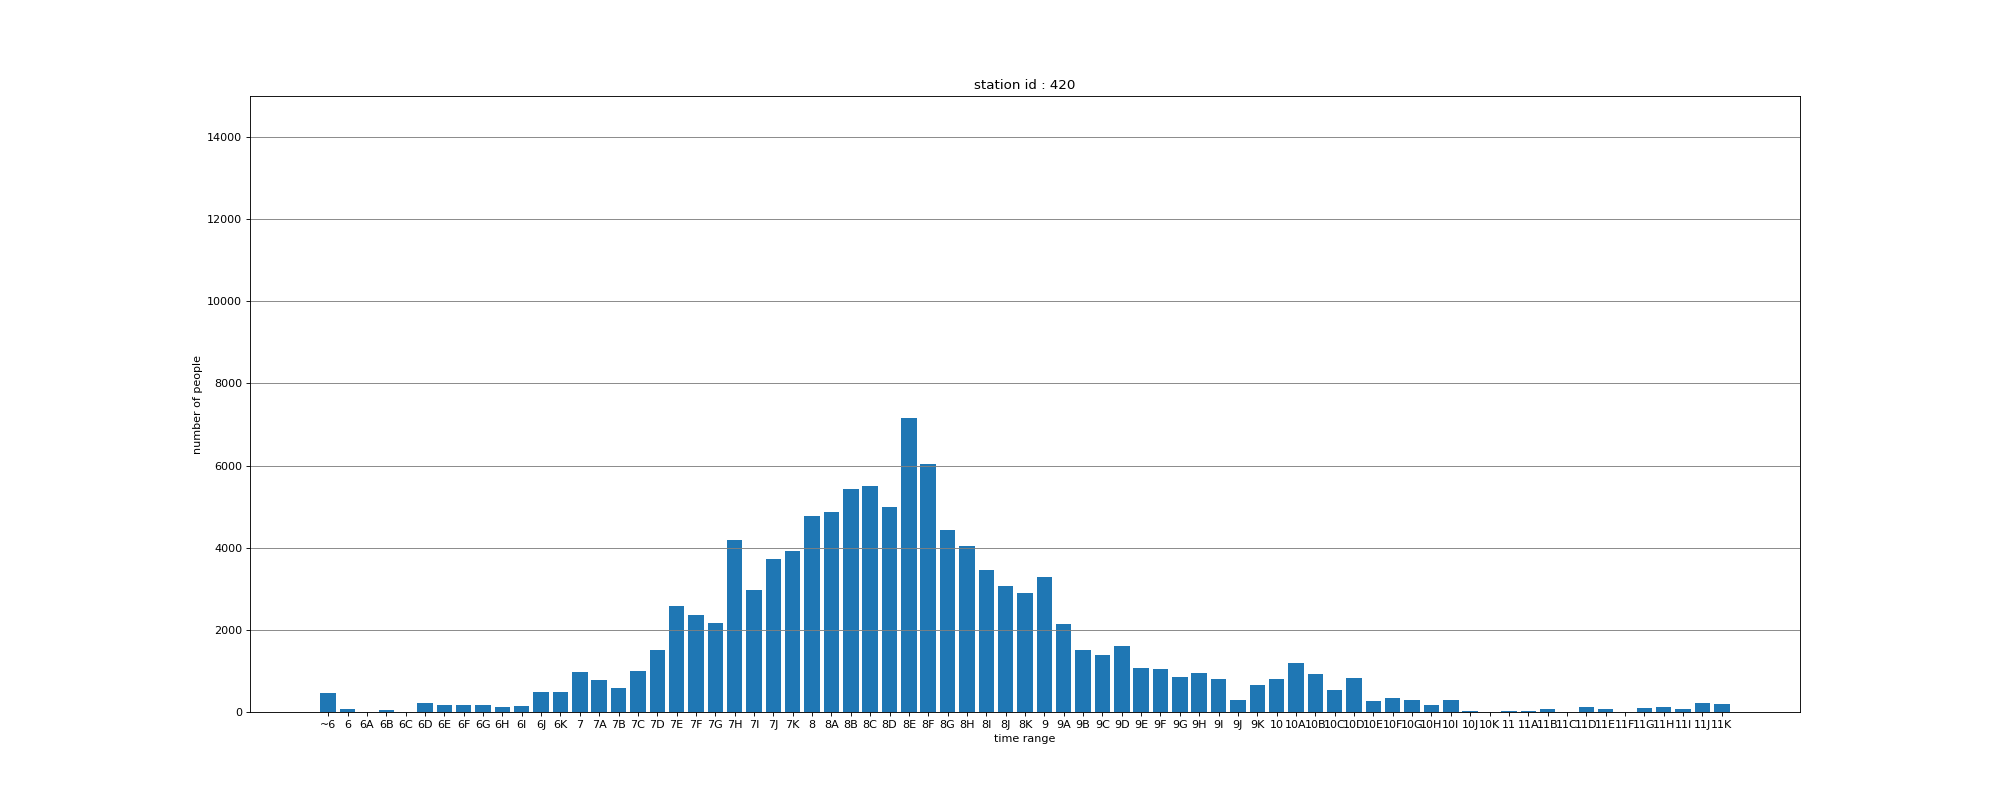 station id : 420
14000
12000
10000
8000
6000
4000
2000
0
number of people
~6 6 6A 6B 6C 6D 6E 6F 6G 6H 6I 6J 6K 7 7A 7B 7C 7D 7E 7F 7G 7H 7I 7J 7K 8 8A 8B 8C 8D 8E 8F 8G 8H 8I 8J 8K 9 9A 9B 9C 9D 9E 9F 9G 9H 9I 9J 9K 10 10A 10B 10C 10D 10E 10F 10G 10H 10I 10J 10K 11 11A 11B 11C 11D 11E 11F 11G 11H 11I 11J 11K
time range